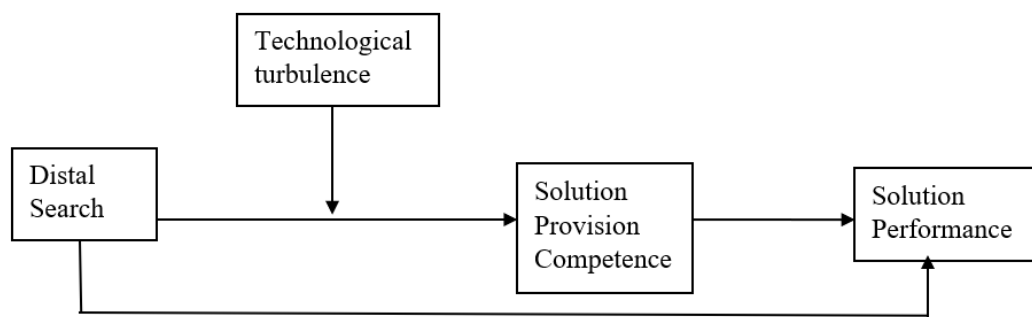 Technological
turbulence
Distal
Search
Solution
Provision
Competence
Solution
Performance